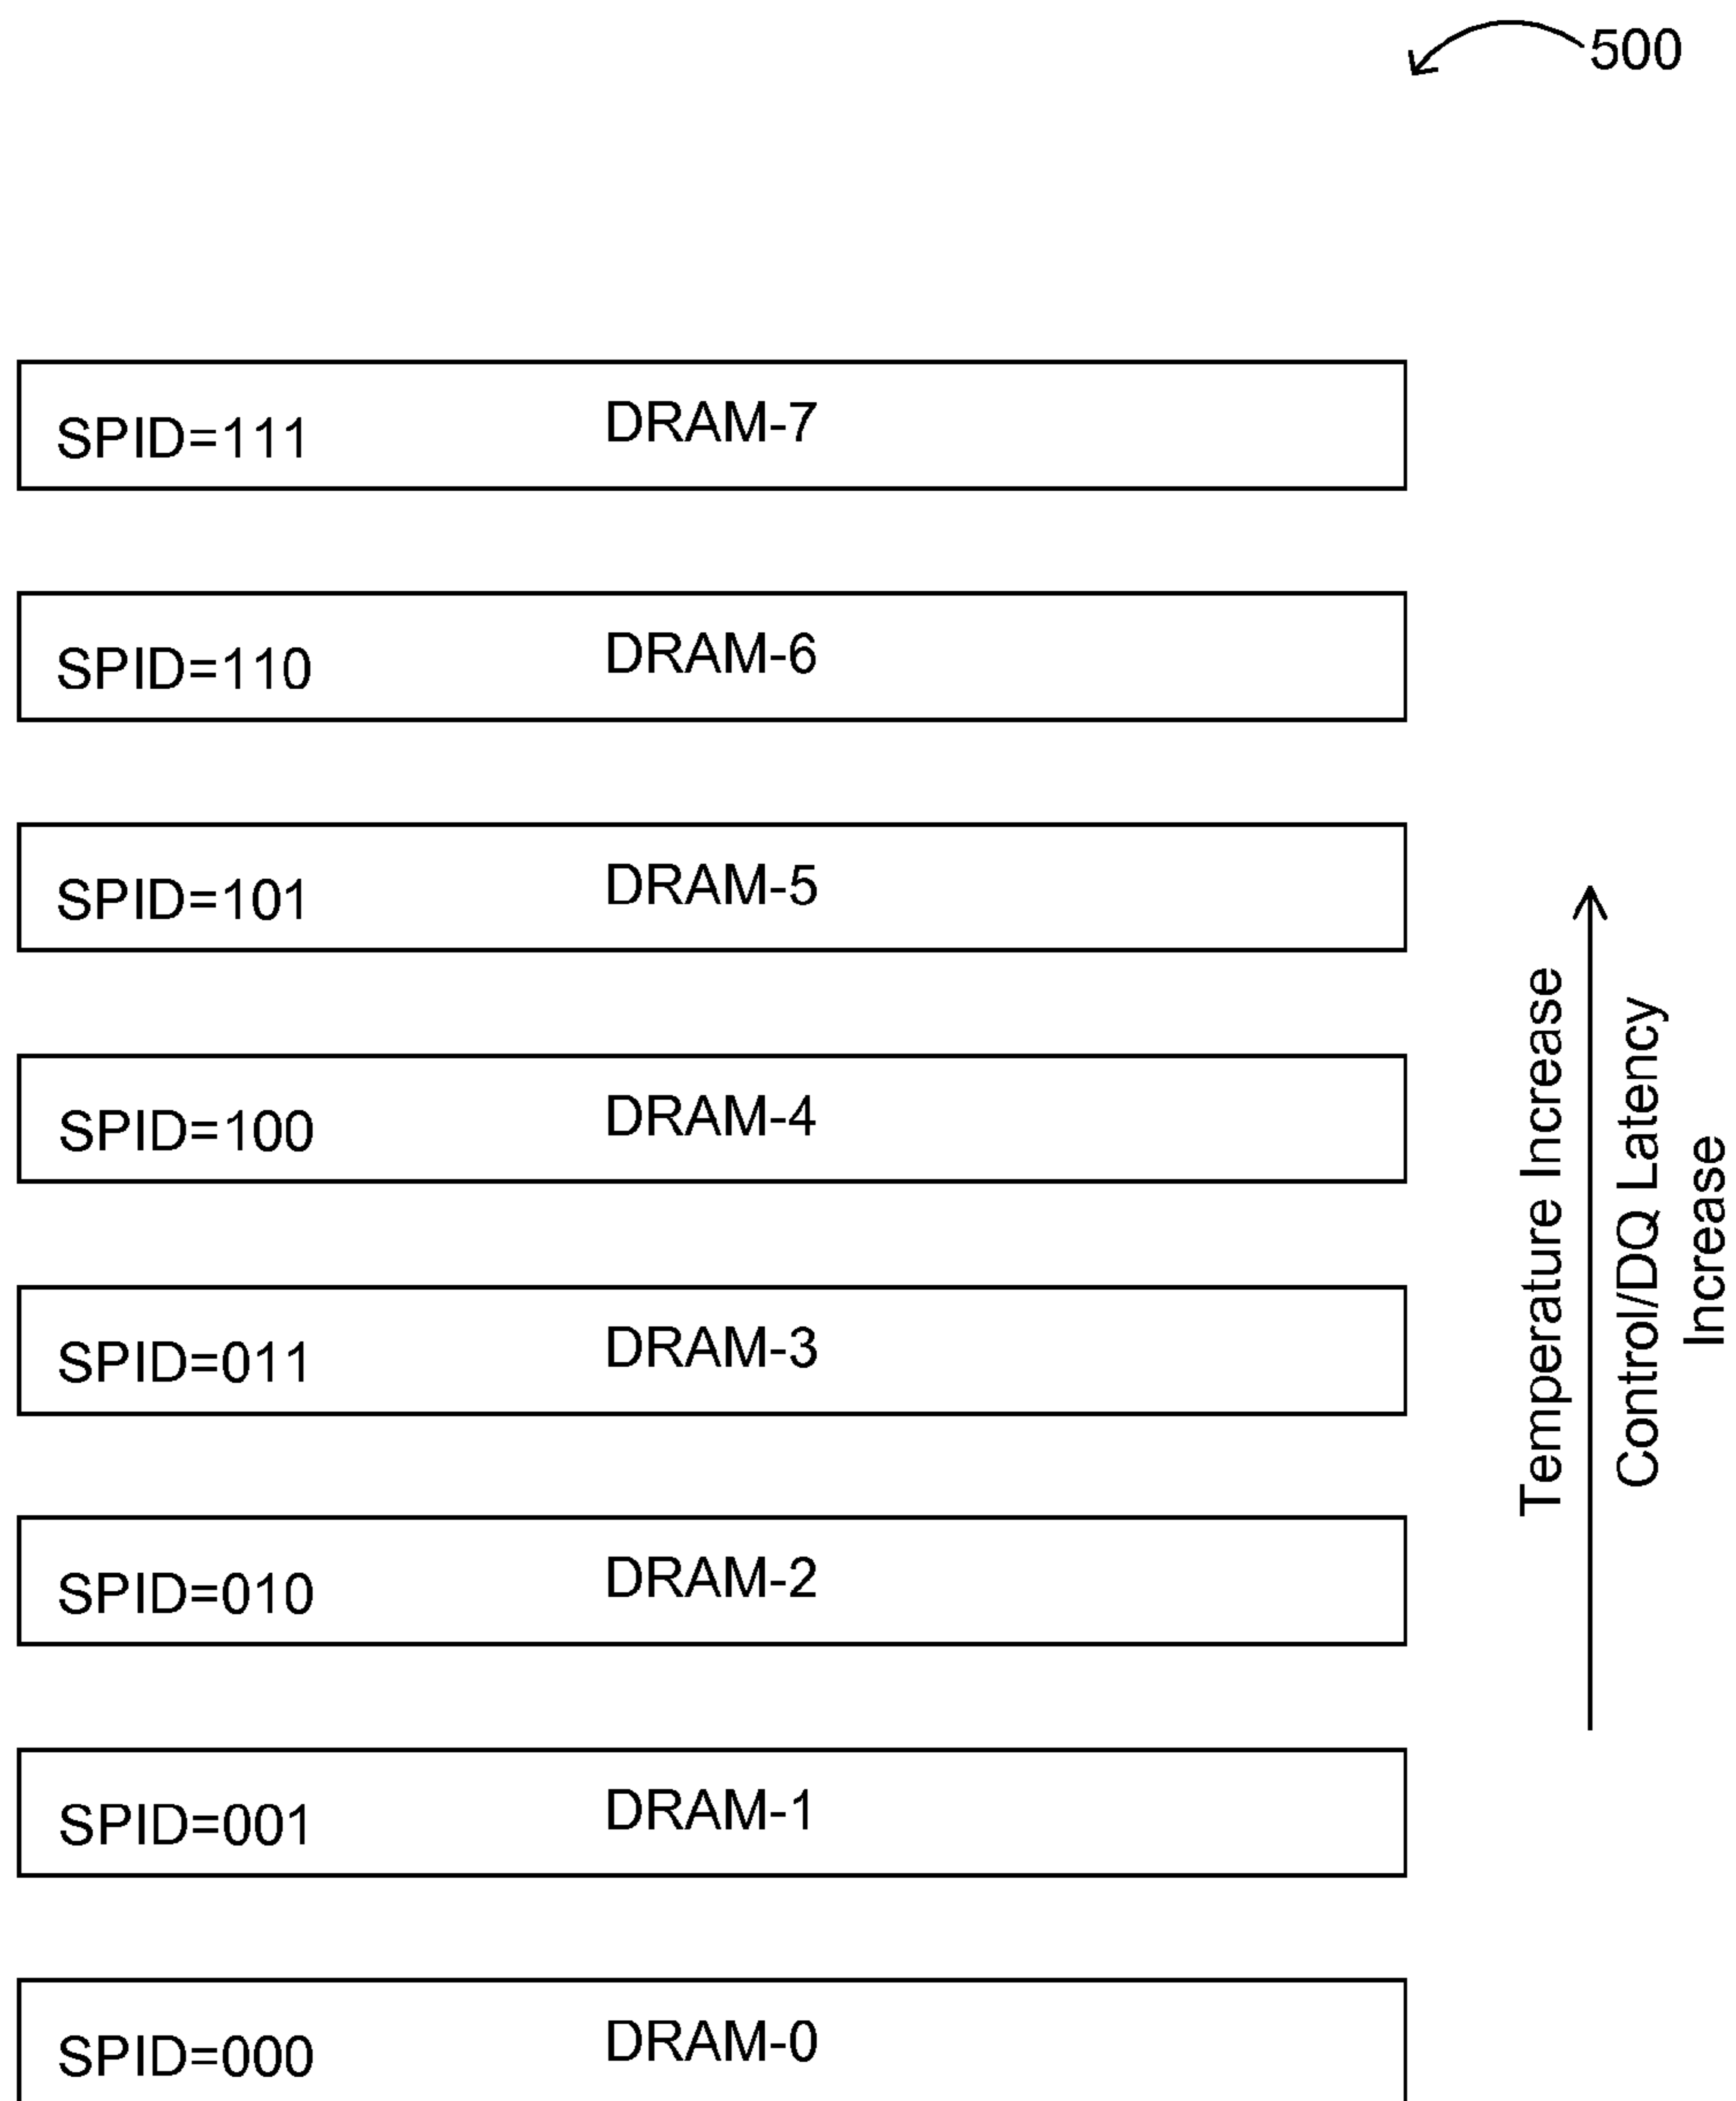 500
SPID=111 DRAM-7
SPID=110 DRAM-6
SPID=101 DRAM-5
SPID=100 DRAM-4
SPID=011 DRAM-3
SPID=010 DRAM-2
SPID=001 DRAM-1
SPID=000 DRAM-0
Temperature Increase
Control/DQ Latency
Increase